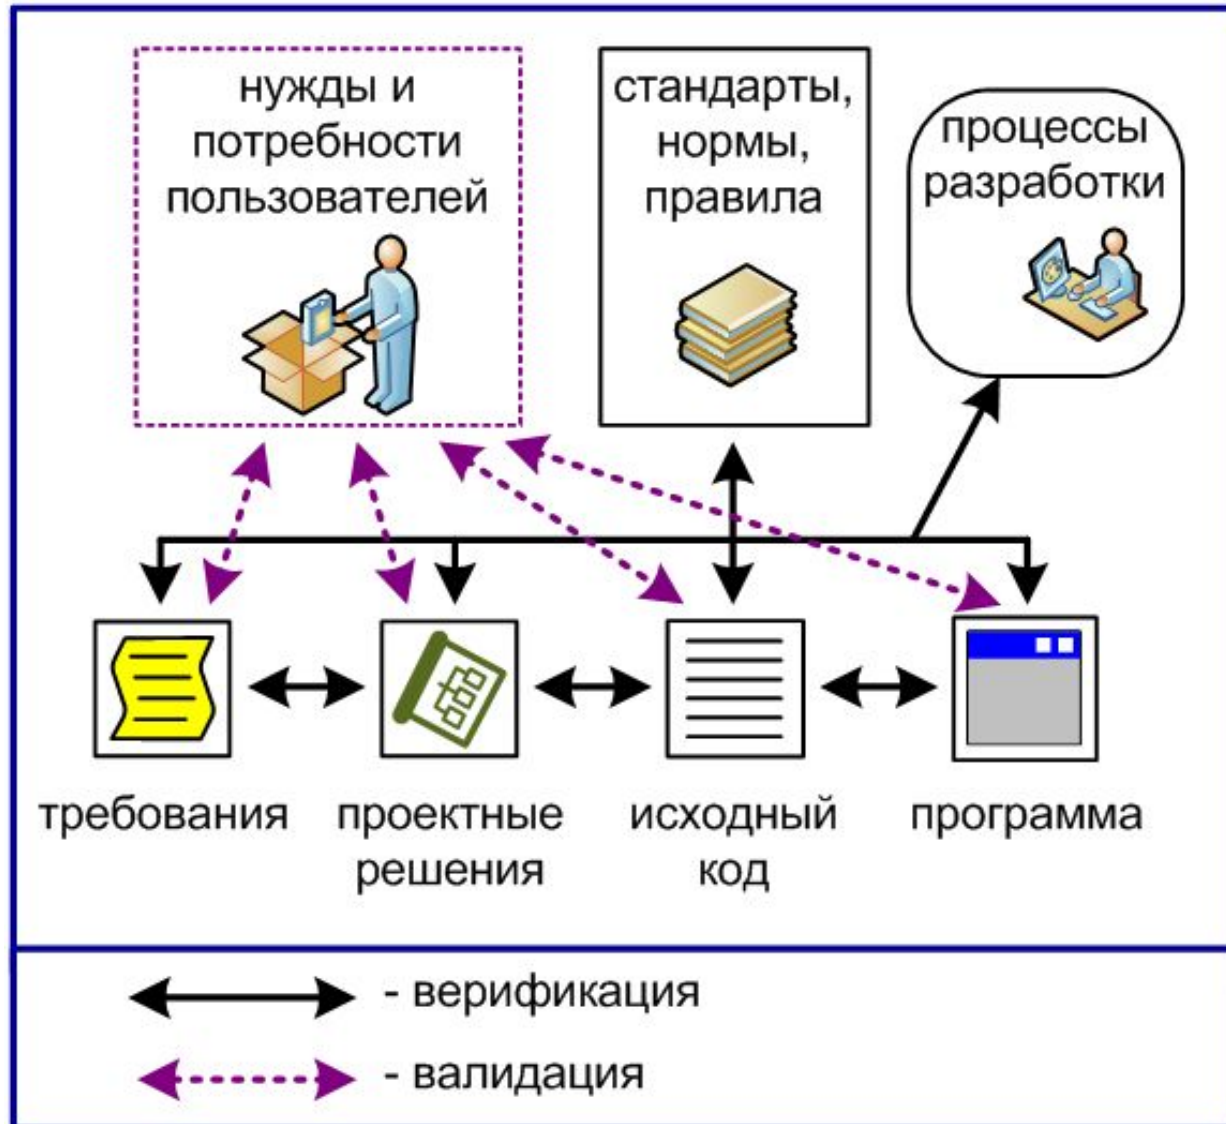 нужды и
потребности
пользователей
стандарты,
нормы,
правила
процессы
разработки
требования
проектные
решения
исходный
код
программа
- верификация
- валидация